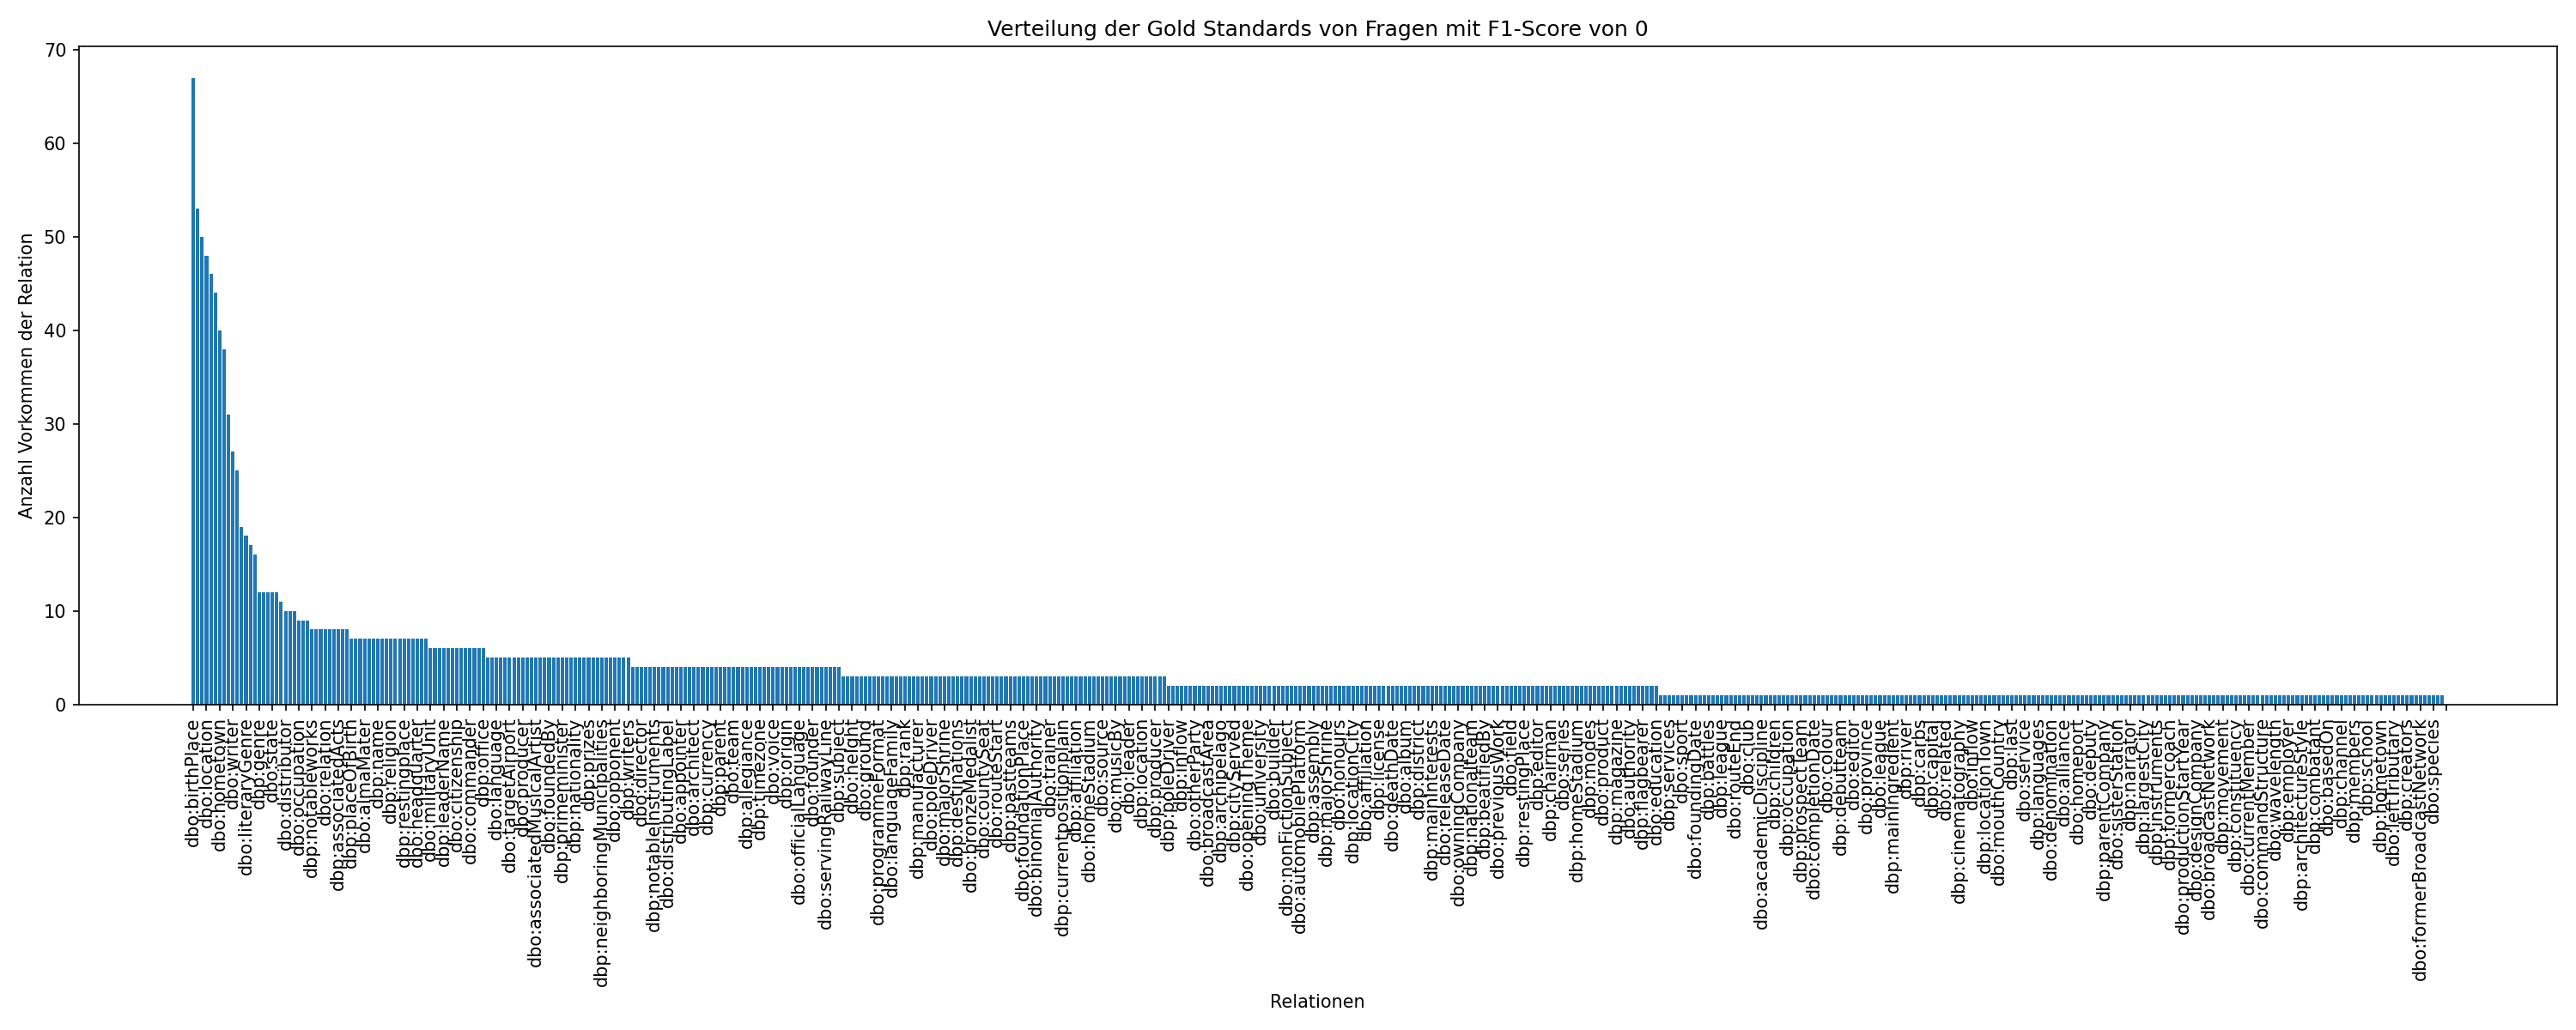 Verteilung der Gold Standards von Fragen mit F1-Score von 0
Anzahl Vorkommen der Relation
70
60
50
40
30
20
10
0
dbo:birthPlace
dbo:location
dbo:hometown
dbo:writer
dbo:literaryGenre
dbp:genre
dbo:state
dbo:distributor
dbo:occupation
dbp:notableworks
dbo:relation
dbp:associatedActs
dbp:placeOfBirth
dbo:almaMater
dbp:name
dbp:religion
dbp:restingplace
dbo:headquarter
dbo:militaryUnit
dbp:leaderName
dbo:citizenship
dbo:commander
dbp:office
dbo:language
dbo:targetAirport
dbo:producer
dbo:associatedMusicalArtist
dbo:foundedBy
dbp:primeminister
dbp:nationality
dbp:prizes
dbp:neighboringMunicipalities
dbo:opponent
dbp:writers
dbo:director
dbp:notableInstruments
dbo:distributingLabel
dbo:appointer
dbo:architect
dbp:currency
dbp:parent
dbo:team
dbp:allegiance
dbp:timezone
dbo:voice
dbp:origin
dbo:officialLanguage
dbp:founder
dbo:servingRailwayLine
dbp:subject
dbo:height
dbo:ground
dbo:programmeFormat
dbo:languageFamily
dbp:rank
dbp:manufacturer
dbo:poleDriver
dbo:majorShrine
dbp:destinations
dbo:bronzeMedalist
dbo:countySeat
dbo:routeStart
dbp:pastteams
dbo:foundationPlace
dbo:binomialAuthority
dbo:trainer
dbp:currentpositionplain
dbp:affiliation
dbo:homeStadium
dbo:source
dbo:musicBy
dbo:leader
dbp:location
dbp:producer
dbp:poleDriver
dbp:inflow
dbo:otherParty
dbo:broadcastArea
dbp:archipelago
dbp:cityServed
dbp:openingTheme
dbo:university
dbo:builder
dbo:nonFictionSubject
dbo:automobilePlatform
dbp:assembly
dbp:majorShrine
dbo:honours
dbp:locationCity
dbo:affiliation
dbp:license
dbo:deathDate
dbo:album
dbp:district
dbp:maininterests
dbo:releaseDate
dbo:owningCompany
dbp:nationalteam
dbo:beatifiedBy
dbo:previousWork
dbo:field
dbp:restingPlace
dbp:editor
dbp:chairman
dbo:series
dbp:homeStadium
dbp:modes
dbo:product
dbp:magazine
dbo:authority
dbp:flagbearer
dbo:education
dbp:services
dbo:sport
dbo:foundingDate
dbp:battles
dbp:league
dbo:routeEnd
dbo:club
dbo:academicDiscipline
dbp:children
dbp:occupation
dbp:prospectTeam
dbo:completionDate
dbo:colour
dbp:debutteam
dbo:editor
dbo:province
dbo:league
dbp:mainingredient
dbp:river
dbp:caribs
dbp:capital
dbo:related
dbp:cinematography
dbo:inflow
dbp:locationTown
dbo:mouthCountry
dbp:last
dbo:service
dbp:languages
dbo:denomination
dbo:alliance
dbp:homeport
dbo:deputy
dbp:parentCompany
dbo:sisterStation
dbp:narrator
dbp:largestCity
dbp:instruments
dbp:formercoach
dbo:productionStartYear
dbo:designCompany
dbo:broadcastNetwork
dbp:movement
dbp:constituency
dbo:currentMember
dbo:commandStructure
dbo:wavelength
dbp:employer
dbp:architectureStyle
dbp:combatant
dbo:basedOn
dbp:channel
dbp:members
dbp:school
dbp:hometown
dbo:leftTributary
dbp:creators
dbo:formerBroadcastNetwork
dbo:species
Relationen